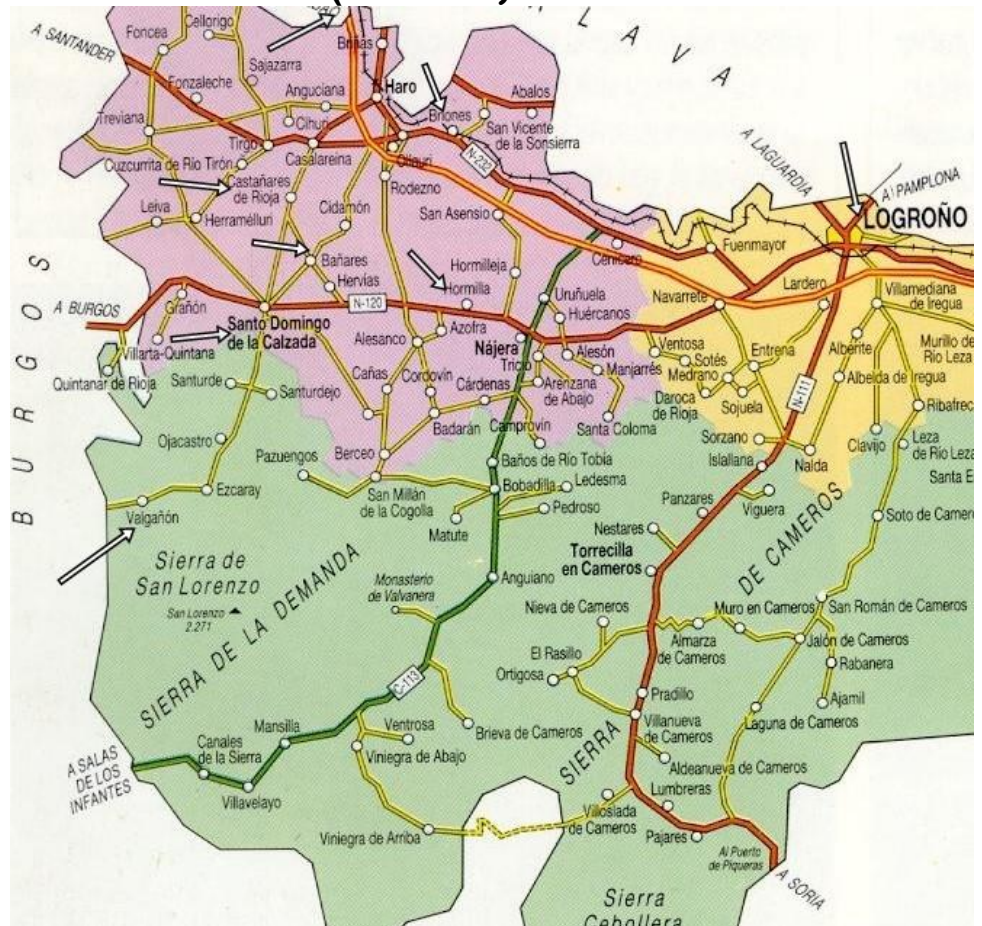 A L A V A
Cellorigo
Foncea
A SANTANDER
Briñas
Sajazarra
Fonzaleche
Anguciana
Haro
Abalos
Treviana
Cihuri
Briones
San Vicente
de la Sonsierra
Tirgo
Casalareina
Ollauri
N-232
A LAGUARDIA
A PAMPLONA
Cuzcurrita de Río Tirón
Castañares
de Rioja
Rodezno
Leiva
Herramélluri
Cidamón
San Asensio
LOGROÑO
Fuenmayor
Bañares
Cenicero
Hervías
Hormilleja
Lardero
Hormilla
Uruñuela
Navarrete
Villamediana
de Iregua
A BURGOS
Grañón
N-120
Huércanos
Santo Domingo
de la Calzada
Azofra
Alesanco
Villarta-Quintana
Nájera
Tricio
Alesón
Ventosa
Entrena
Alberite
Murillo de
Río Leza
Sotés
Quintanar de Rioja
Santurde
Santurdejo
Cañas
Cordovín
Cárdenas
Manjarrés
Medrano
Albelda de Iregua
Arenzana
de Abajo
Daroca
de Rioja
Sojuela
N-111
Ribafrec
Badarán
Camprovín
Santa Coloma
Ojacastro
Sorzano
Clavijo
Leza
de Río Leza
Pazuengos
Berceo
Baños de Río Tobía
Islallana
Nalda
Santa E
Ezcaray
San Millán
de la Cogolla
Bobadilla
Ledesma
Valgañón
Pedroso
Panzares
Viguera
Soto de Camero
Matute
Nestares
BURGOS
Sierra de
San Lorenzo
San Lorenzo
2.271
Torrecilla
en Cameros
Anguiano
Monasterio
de Valvanera
Nieva de Cameros
Muro en Cameros
San Román de Cameros
Almarza
de Cameros
Jalón de Cameros
El Rasillo
Ortigosa
Rabanera
SIERRA DE LA DEMANDA
C-113
Pradillo
Ajamil
Laguna de Cameros
Mansilla
Ventrosa
Brieva de Cameros
Villanueva
de Cameros
Canales
de la Sierra
Viniegra de Abajo
SIERRA DE CAMEROS
Aldeanueva de Cameros
A SALAS
DE LOS
INFANTES
Villavelayo
Lumbreras
Villoslada
de Cameros
Viniegra de Arriba
Pajares
Al Puerto
de Piqueras
A SORIA
Sierra
Cebollera